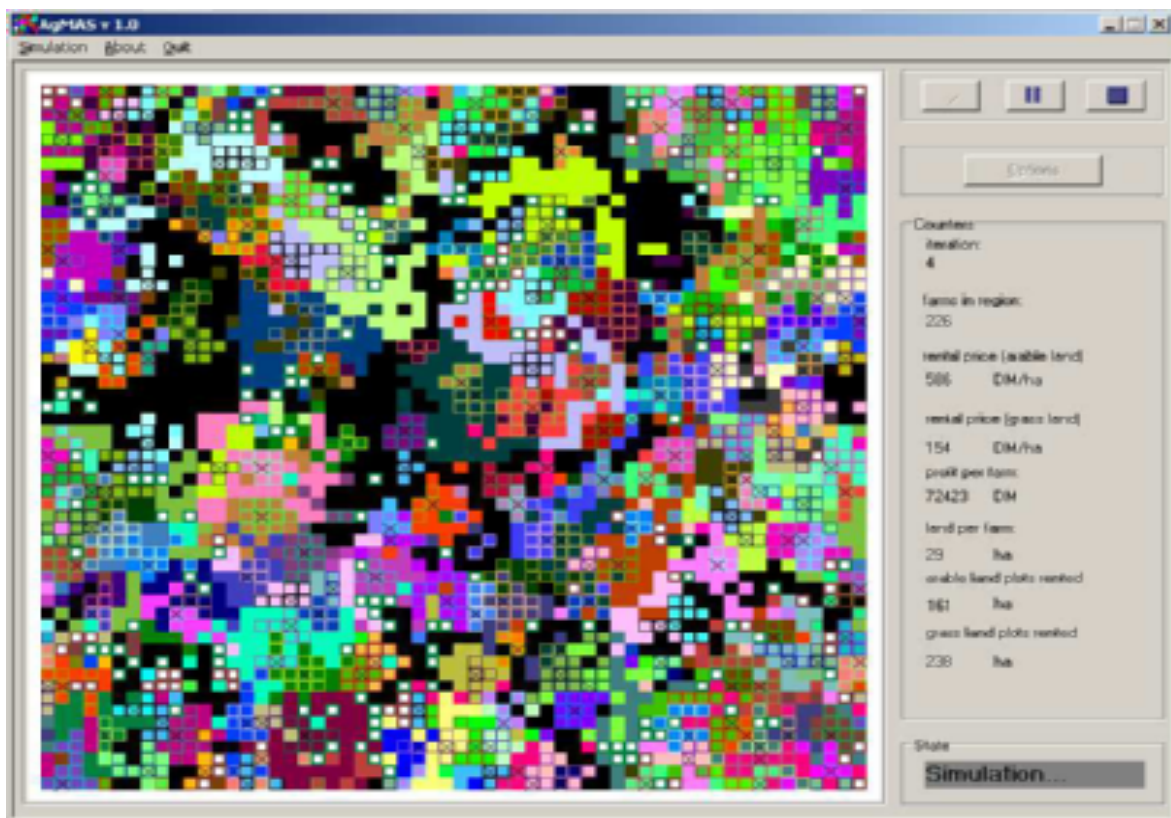 AgMAS v 1.0
Simulation About Quit
Options
Counters
iteration:
4
farms in region:
226
rental price (arable land)
586 DM/ha
rental price (grass land)
154 DM/ha
profit per farm:
72423 DM
land per farm:
29 ha
arable land plots rented
161 ha
grass land plots rented
238 ha
State
Simulation...